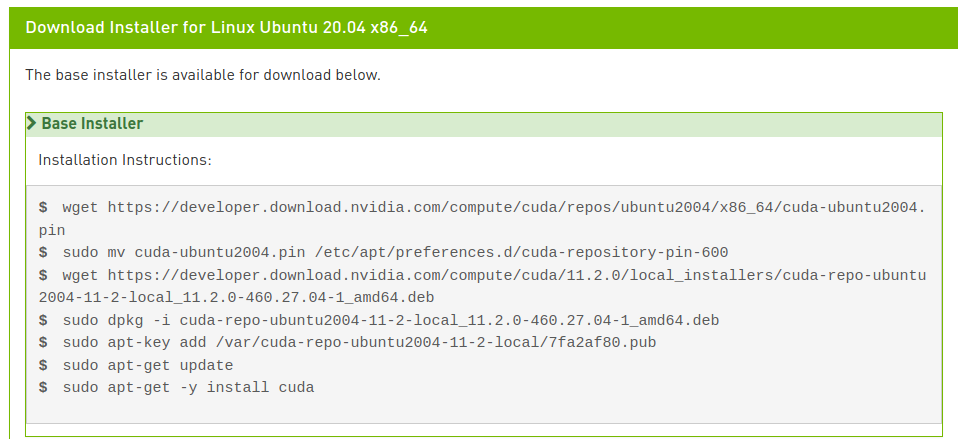 Download Installer for Linux Ubuntu 20.04 x86_64
The base installer is available for download below.
Base Installer
Installation Instructions:
$ wget https://developer.download.nvidia.com/compute/cuda/repos/ubuntu2004/x86_64/cuda-ubuntu2004.
pin
$ sudo mv cuda-ubuntu2004.pin /etc/apt/preferences.d/cuda-repository-pin-600
$ wget https://developer.download.nvidia.com/compute/cuda/11.2.0/local_installers/cuda-repo-ubuntu
2004-11-2-local_11.2.0-460.27.04-1_amd64.deb
$ sudo dpkg -i cuda-repo-ubuntu2004-11-2-local_11.2.0-460.27.04-1_amd64.deb
$ sudo apt-key add /var/cuda-repo-ubuntu2004-11-2-local/7fa2af80.pub
$ sudo apt-get update
$ sudo apt-get -y install cuda